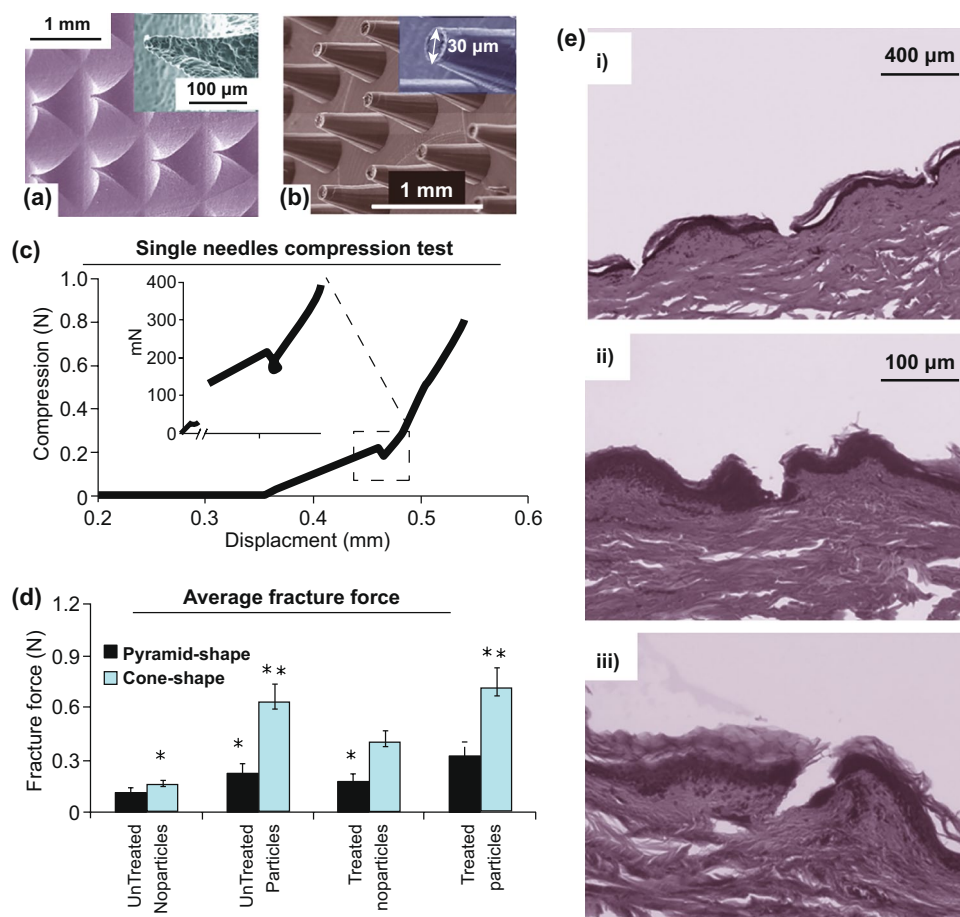 1 mm
100 µm
(a)
30 µm
1 mm
(b)
(c)
Single needles compression test
Compression (N)
1.0
0.8
0.6
0.4
0.2
0
mN
400
300
200
100
0
0.2
0.3
0.4
0.5
0.6
Displacment (mm)
(d)
Average fracture force
Fracture force (N)
1.2
0.9
0.6
0.3
0
Pyramid-shape
Cone-shape
*
*
**
*
**
UnTreated
Noparticles
UnTreated
Particles
Treated
noparticles
Treated
particles
(e)
i)
400 µm
ii)
100 µm
iii)